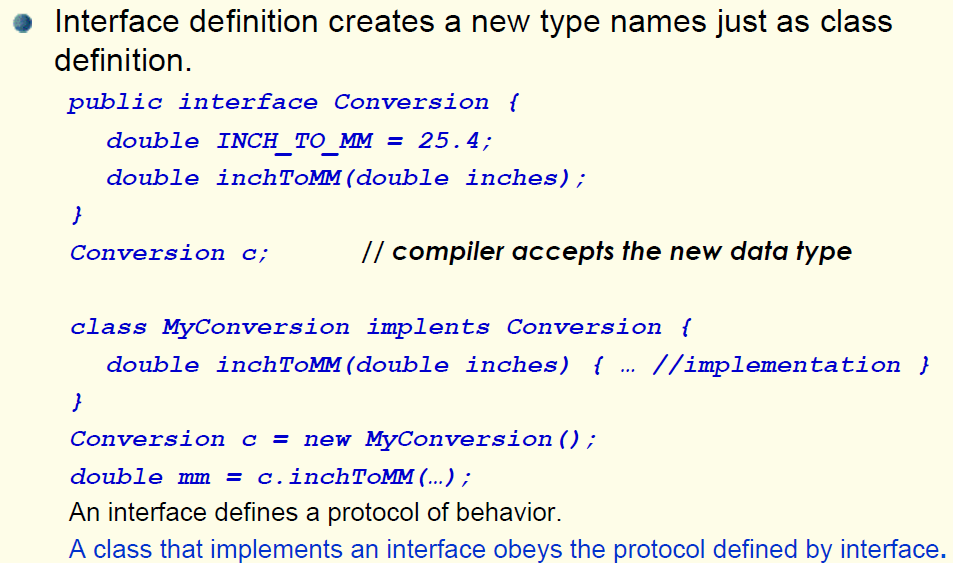 Interface definition creates a new type names just as class
definition.
public interface Conversion {
double INCH_TO_MM = 25.4;
double inchToMM(double inches);
}
Conversion c; // compiler accepts the new data type
class MyConversion implents Conversion {
double inchToMM(double inches) { … //implementation }
}
Conversion c = new MyConversion();
double mm = c.inchToMM(…);
An interface defines a protocol of behavior.
A class that implements an interface obeys the protocol defined by interface.